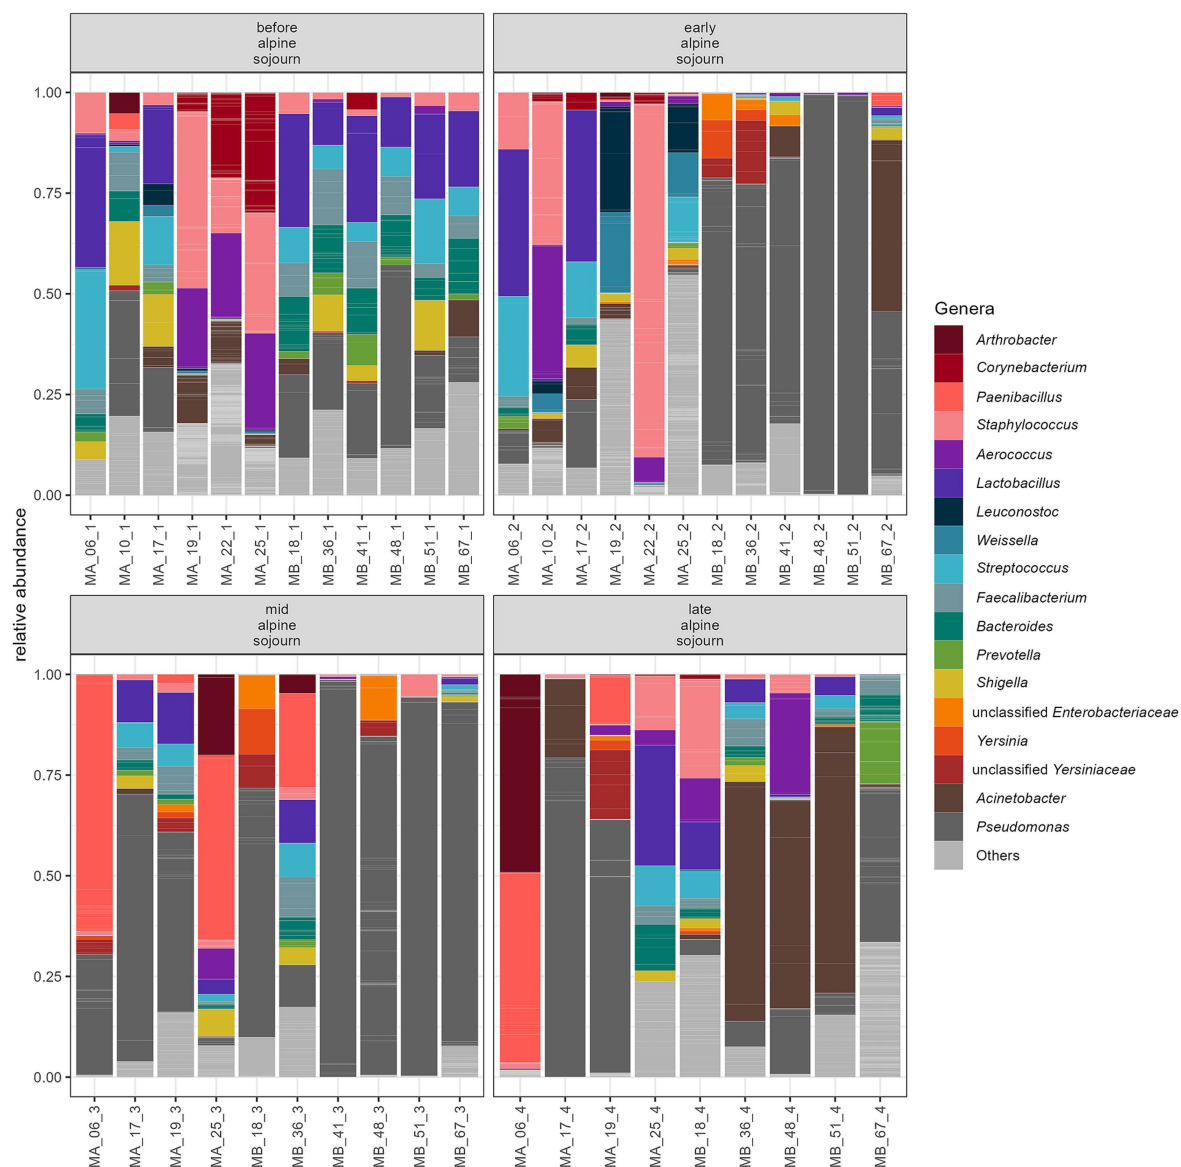 before
alpine
sojourn
early
alpine
sojourn
1.00
0.75
0.50
0.25
0.00
MA_06_1
MA_10_1
MA_17_1
MA_19_1
MA_22_1
MA_25_1
MB_18_1
MB_36_1
MB_41_1
MB_48_1
MB_51_1
MB_67_1
MA_06_2
MA_10_2
MA_17_2
MA_19_2
MA_22_2
MA_25_2
MB_18_2
MB_36_2
MB_41_2
MB_48_2
MB_51_2
MB_67_2
relative abundance
mid
alpine
sojourn
late
alpine
sojourn
1.00
0.75
0.50
0.25
0.00
MA_06_3
MA_17_3
MA_19_3
MA_25_3
MB_18_3
MB_36_3
MB_41_3
MB_48_3
MB_51_3
MB_67_3
MA_06_4
MA_17_4
MA_19_4
MA_25_4
MB_18_4
MB_36_4
MB_48_4
MB_51_4
MB_67_4
Genera
Arthrobacter
Corynebacterium
Paenibacillus
Staphylococcus
Aerococcus
Lactobacillus
Leuconostoc
Weissella
Streptococcus
Faecalibacterium
Bacteroides
Prevotella
Shigella
unclassified Enterobacteriaceae
Yersinia
unclassified Yersiniaceae
Acinetobacter
Pseudomonas
Others